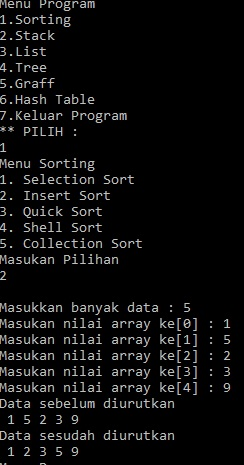 Menu Program
1.Sorting
2.Stack
3.List
4.Tree
5.Graff
6.Hash Table
7.Keluar Program
** PILIH :
1
Menu Sorting
1. Selection Sort
2. Insert Sort
3. Quick Sort
4. Shell Sort
5. Collection Sort
Masukan Pilihan
2
Masukkan banyak data : 5
Masukan nilai array ke[0] : 1
Masukan nilai array ke[1] : 5
Masukan nilai array ke[2] : 2
Masukan nilai array ke[3] : 3
Masukan nilai array ke[4] : 9
Data sebelum diurutkan
1 5 2 3 9
Data sesudah diurutkan
1 2 3 5 9